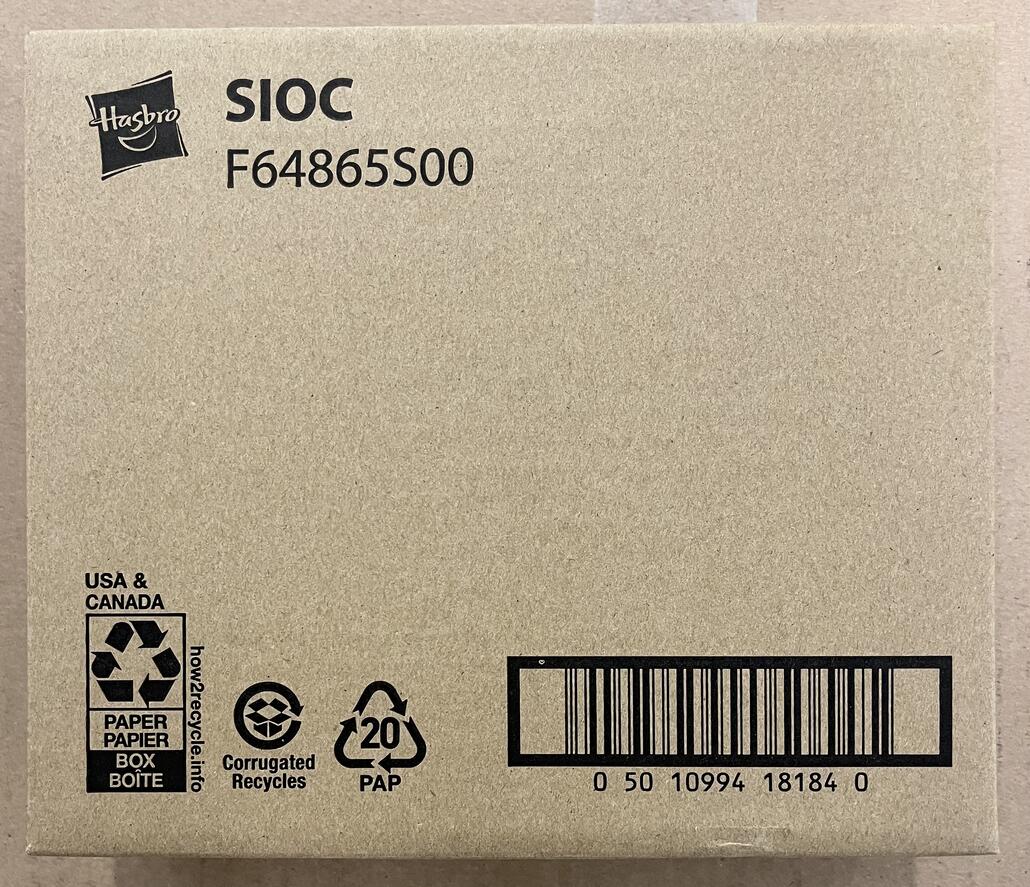 Hasbro
SIOC
F64865S00
USA &
CANADA
PAPER
PAPIER
BOX
BOÎTE
how2recycle.info
Corrugated
Recycles
20
PAP
0 50 10994 18184 0